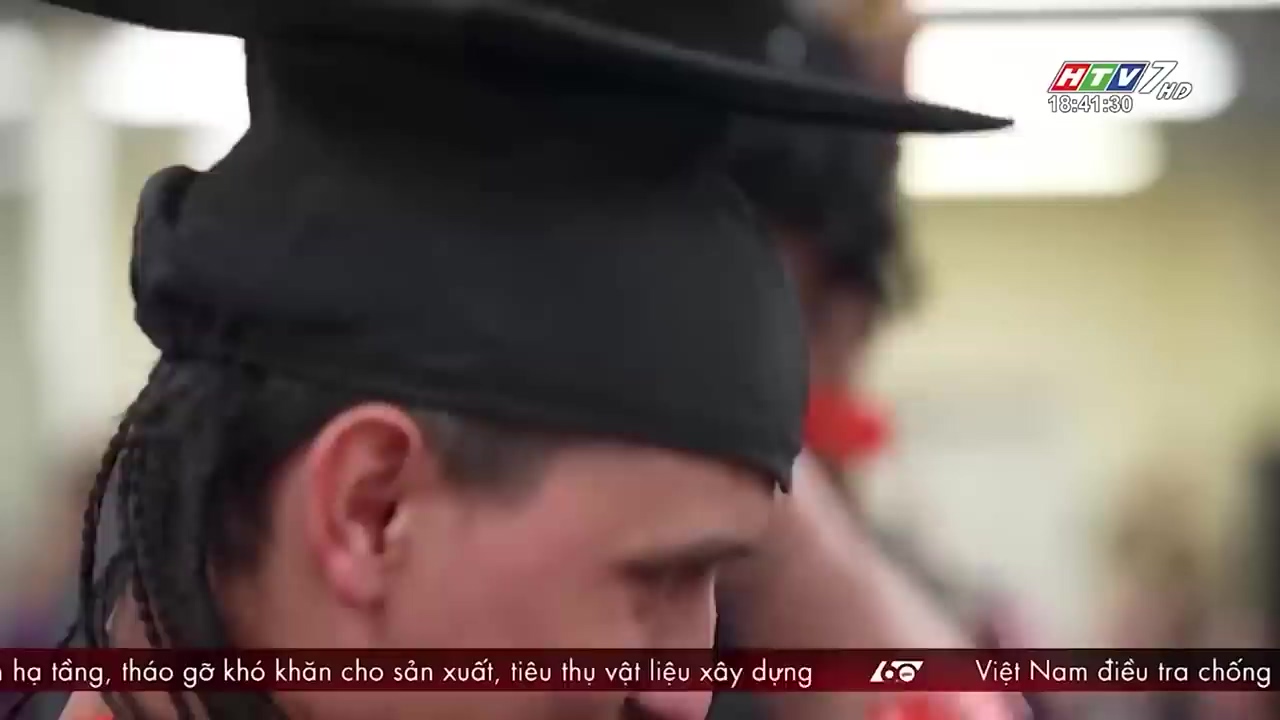 HTV7 HD
18:41:30
hạ tầng, tháo gỡ khó khăn cho sản xuất, tiêu thụ vật liệu xây dựng 60 Việt Nam điều tra chống